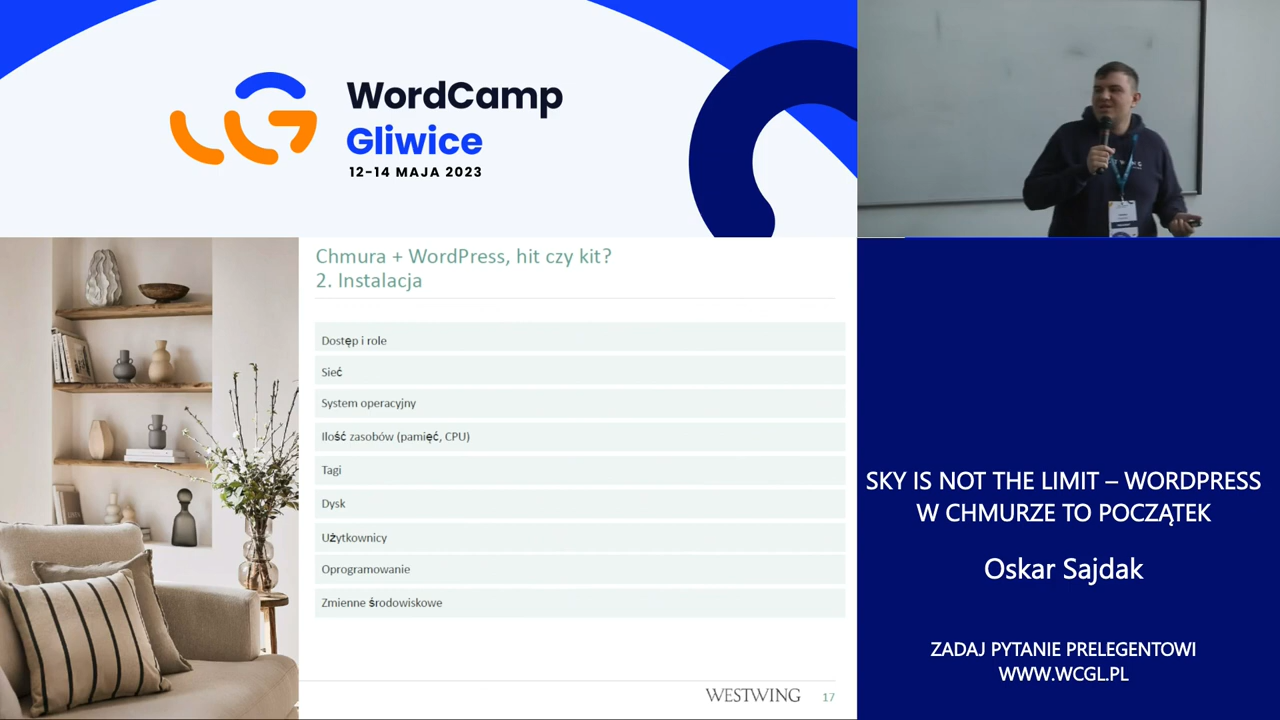 WordCamp
Gliwice
12-14 MAJA 2023
Chmura + WordPress, hit czy kit?
2. Instalacja
Dostęp i role
Sieć
System operacyjny
Ilość zasobów (pamięć, CPU)
Tagi
Dysk
Użytkownicy
Oprogramowanie
Zmienne środowiskowe
WESTWING
17
SKY IS NOT THE LIMIT – WORDPRESS
W CHMURZE TO POCZĄTEK
Oskar Sajdak
ZADAJ PYTANIE PRELEGENTOWI
WWW.WCGL.PL